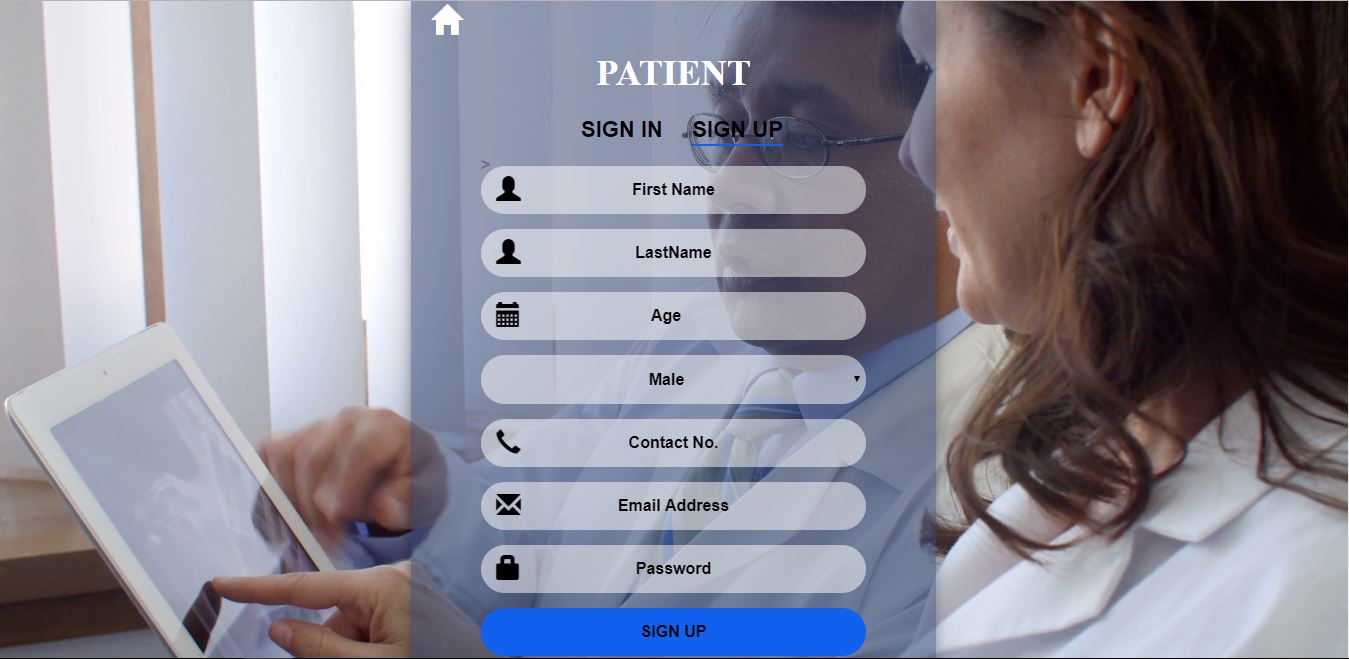 PATIENT
SIGN IN SIGN UP
>
First Name
LastName
Age
Male
Contact No.
Email Address
Password
SIGN UP